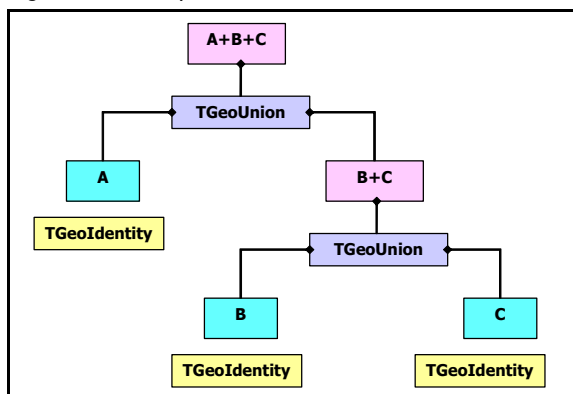 A+B+C
TGeoUnion
A
B+C
TGeoIdentity
TGeoUnion
B
C
TGeoIdentity
TGeoIdentity